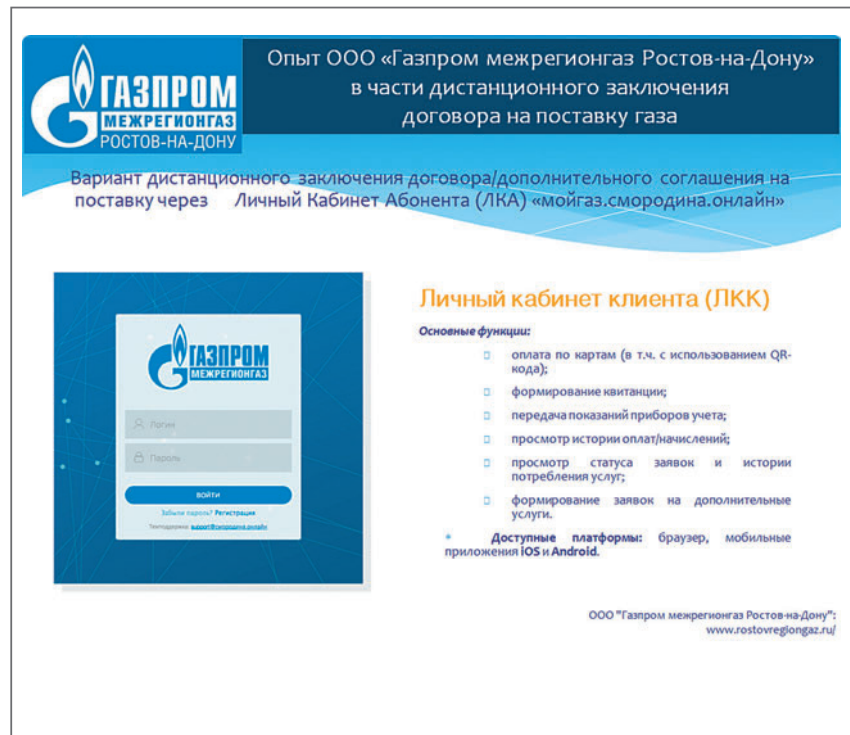 ГАЗПРОМ
МЕЖРЕГИОНГАЗ
РОСТОВ-НА-ДОНУ
Опыт ООО «Газпром межрегионгаз Ростов-на-Дону»
в части дистанционного заключения
договора на поставку газа
Вариант дистанционного заключения договора/дополнительного соглашения на
поставку через Личный Кабинет Абонента (ЛКА) «мойгаз.смородина.онлайн»
ГАЗПРОМ
МЕЖРЕГИОНГАЗ
Логин
Пароль
ВОЙТИ
Забыли пароль? Регистрация
Техподдержка support@смородина.онлайн
Личный кабинет клиента (ЛКК)
Основные функции:
оплата по картам (в т.ч. с использованием QR-
кода);
формирование квитанции;
передача показаний приборов учета;
просмотр истории оплат/начислений;
просмотр статуса заявок и истории
потребления услуг;
формирование заявок на дополнительные
услуги.
* Доступные платформы: браузер, мобильные
приложения iOS и Android.
ООО "Газпром межрегионгаз Ростов-на-Дону":
www.rostovregiongaz.ru/